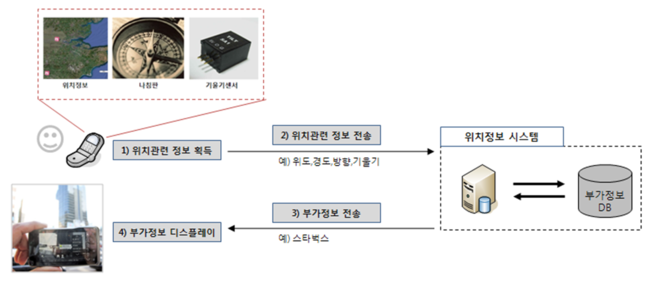 위치정보
나침판
기울기센서
1) 위치관련 정보 획득
2) 위치관련 정보 전송
예) 위도,경도,방향,기울기
위치정보 시스템
부가정보
DB
3) 부가정보 전송
예) 스타벅스
4) 부가정보 디스플레이